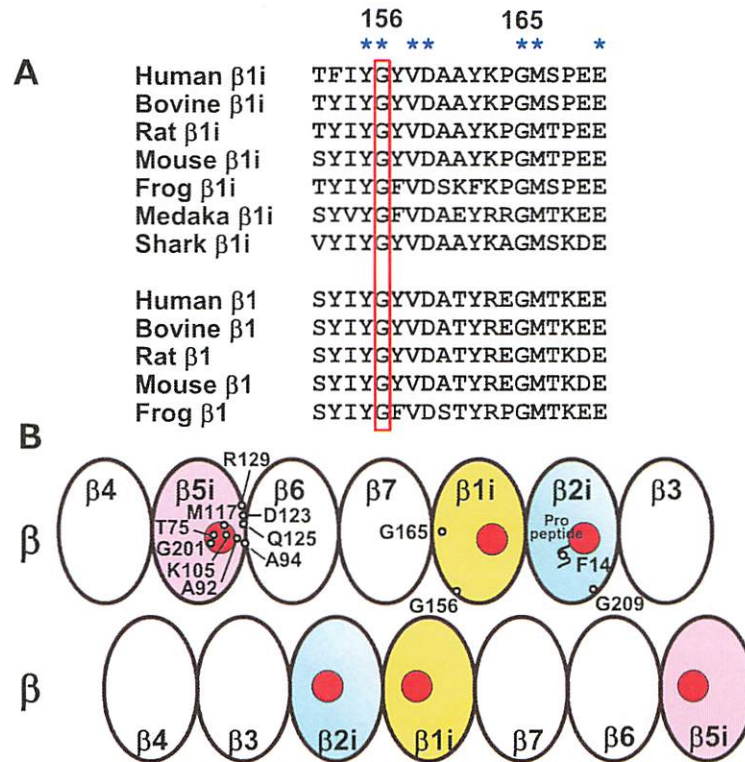 156 165
** ** ** *
A
Human β1i TFIYGYVDAAYKPGMSPEE
Bovine β1i TYIYGYVDAAYKPGMSPEE
Rat β1i TYIYGYVDAAYKPGMTPEE
Mouse β1i SYIYGYVDAAYKPGMTPEE
Frog β1i TYIYGFVDSKFKPGMSPEE
Medaka β1i SYVYGFVDAEYRRGMTKEE
Shark β1i VYIYGYVDAAYKAGMSKDE
Human β1 SYIYGYVDATYREGMTKEE
Bovine β1 SYIYGYVDATYREGMTKEE
Rat β1 SYIYGYVDATYREGMTKDE
Mouse β1 SYIYGYVDATYREGMTKDE
Frog β1 SYIYGFVDSTYRPGMTKEE
B
R129
β4 β5i β6 β7 β1i β2i β3
M117 D123
T75 Q125
G201 A94
K105
A92
β
G165
Pro
peptide
F14
G156 G209
β
β4 β3 β2i β1i β7 β6 β5i